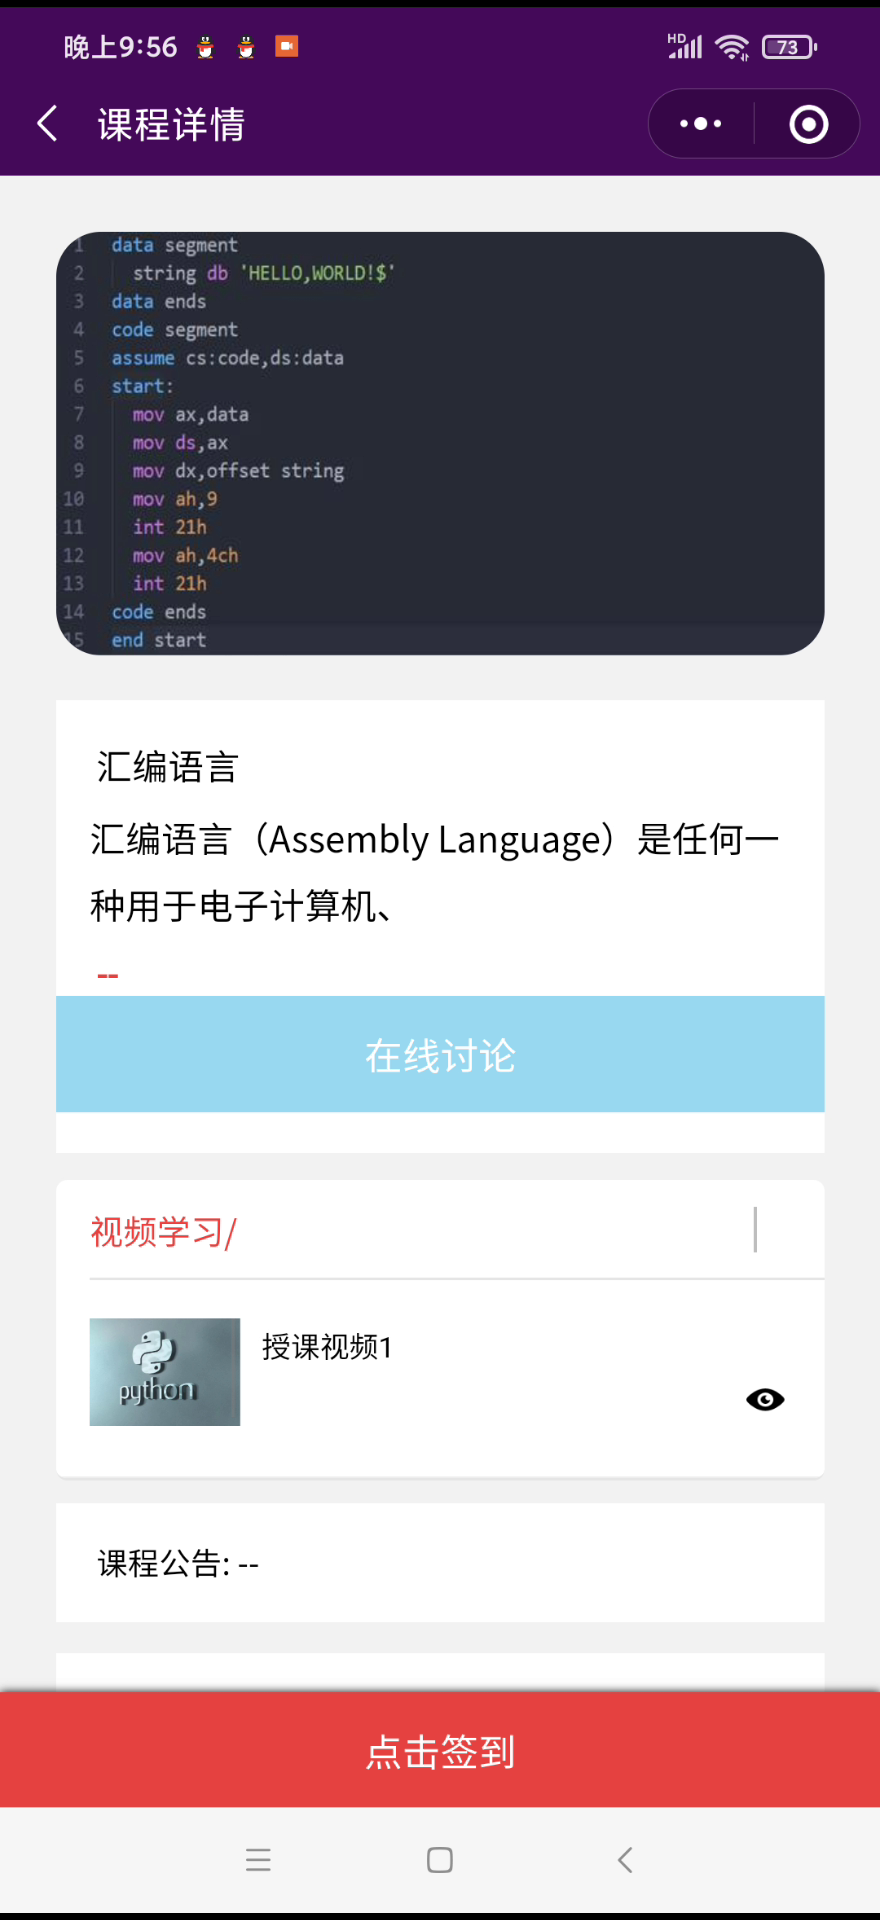 晚上9:56
HD
73
课程详情
1 data segment
2 string db 'HELLO,WORLD!$'
3 data ends
4 code segment
5 assume cs:code,ds:data
6 start:
7 mov ax,data
8 mov ds,ax
9 mov dx,offset string
10 mov ah,9
11 int 21h
12 mov ah,4ch
13 int 21h
14 code ends
15 end start
汇编语言
汇编语言（Assembly Language）是任何一
种用于电子计算机、
--
在线讨论
视频学习/
python
授课视频1
课程公告: --
点击签到